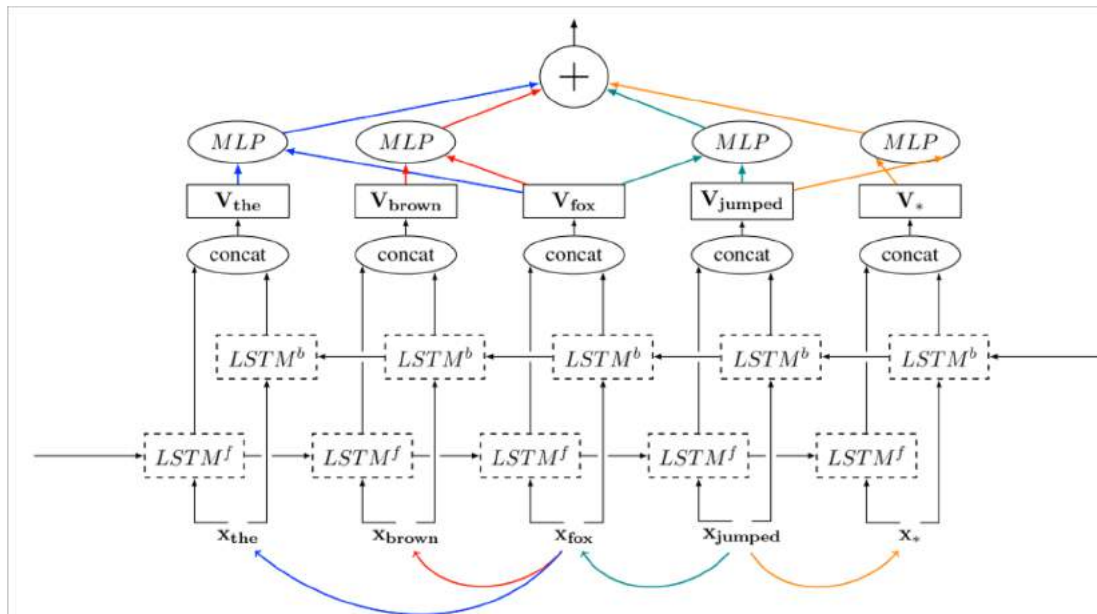 +
MLP MLP MLP MLP
V_the V_brown V_fox V_jumped V_*
concat concat concat concat concat
LSTM^b LSTM^b LSTM^b LSTM^b LSTM^b
LSTM^f LSTM^f LSTM^f LSTM^f LSTM^f
x_the x_brown x_fox x_jumped x_*